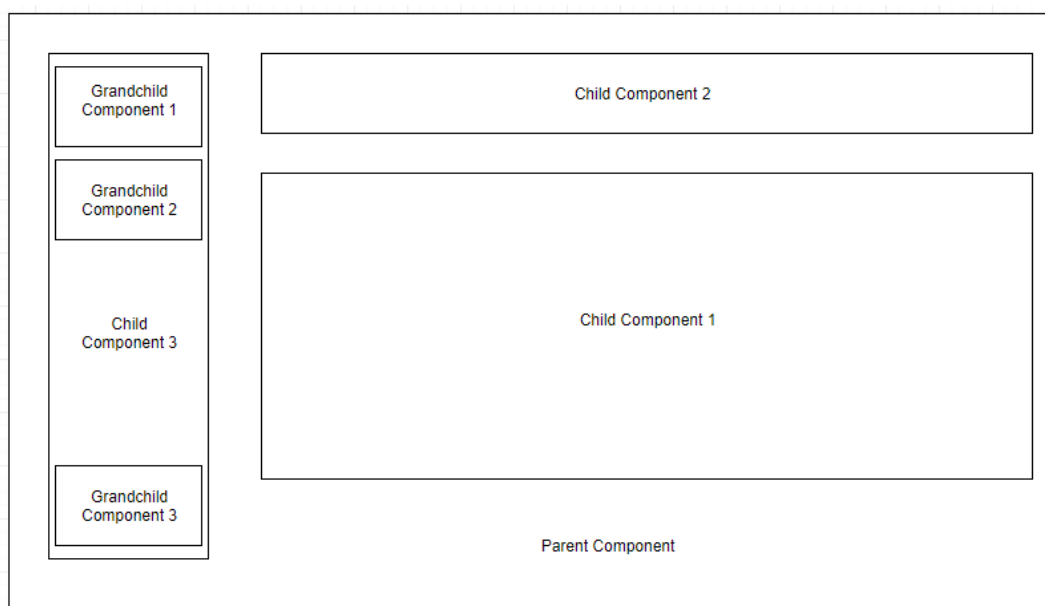 Grandchild
Component 1
Child Component 2
Grandchild
Component 2
Child
Component 3
Child Component 1
Grandchild
Component 3
Parent Component